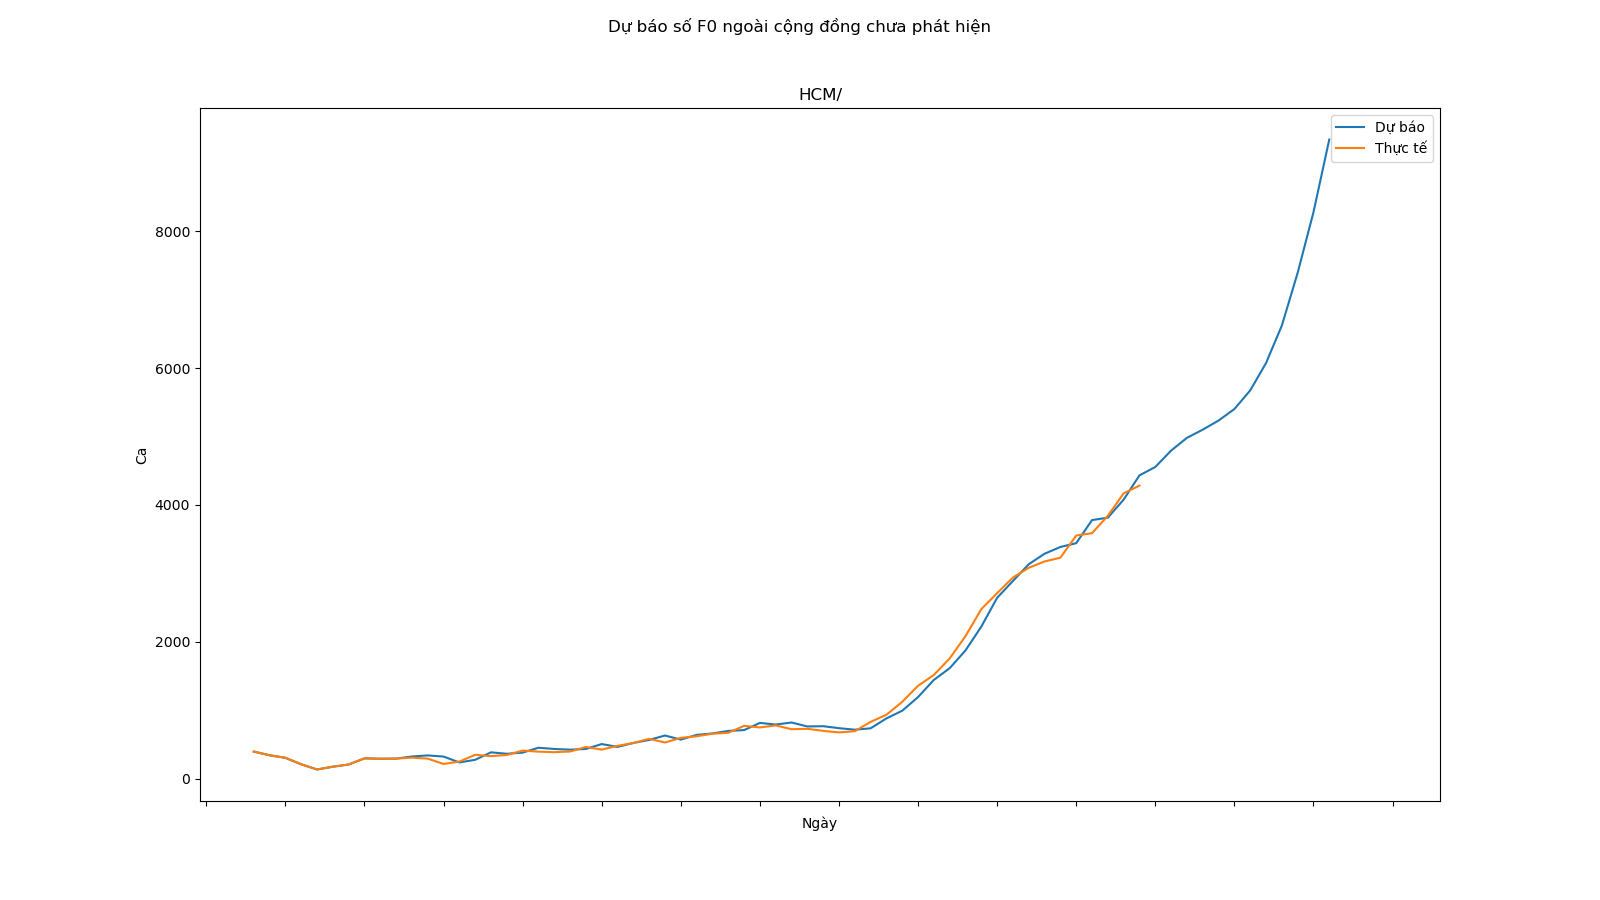 Dự báo số F0 ngoài cộng đồng chưa phát hiện
HCM/
Dự báo
Thực tế
8000
6000
4000
2000
0
Ca
Ngày